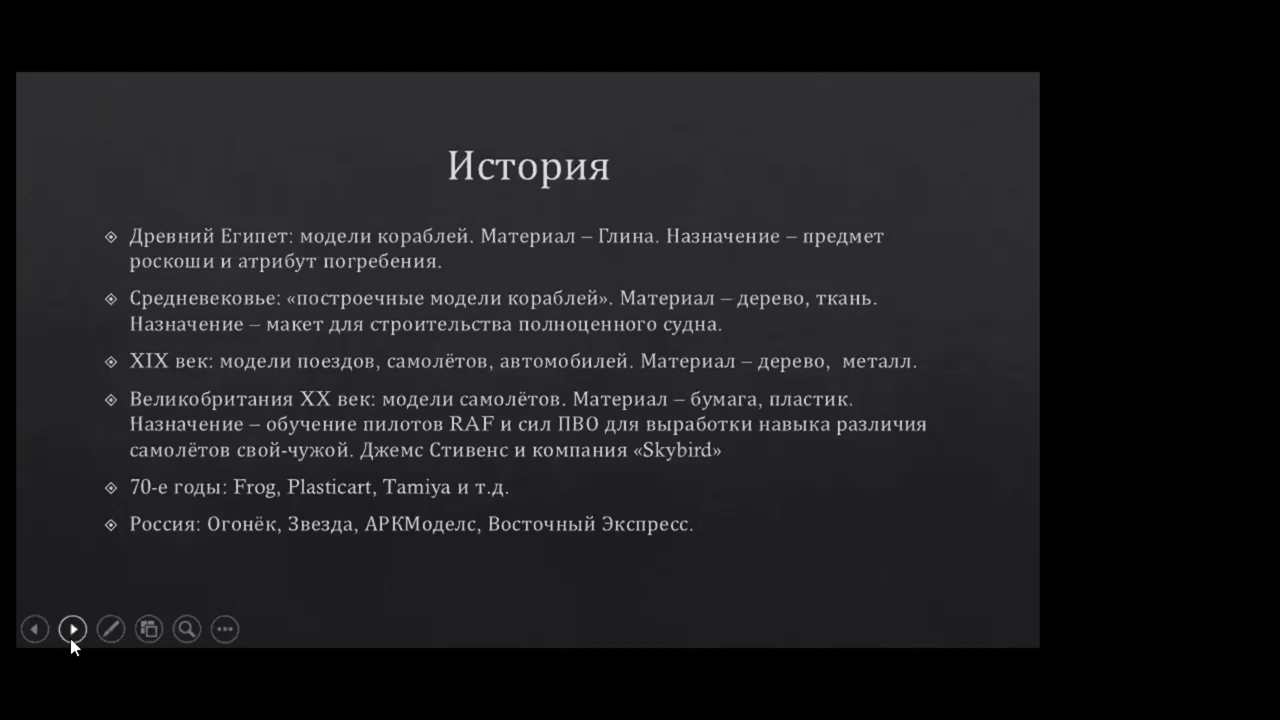 История
Древний Египет: модели кораблей. Материал – Глина. Назначение – предмет
роскоши и атрибут погребения.
Средневековье: «построечные модели кораблей». Материал – дерево, ткань.
Назначение – макет для строительства полноценного судна.
XIX век: модели поездов, самолётов, автомобилей. Материал – дерево,  металл.
Великобритания XX век: модели самолётов. Материал – бумага, пластик.
Назначение – обучение пилотов RAF и сил ПВО для выработки навыка различия
самолётов свой-чужой. Джемс Стивенс и компания «Skybird»
70-е годы: Frog, Plasticart, Tamiya и т.д.
Россия: Огонёк, Звезда, АРКМоделс, Восточный Экспресс.